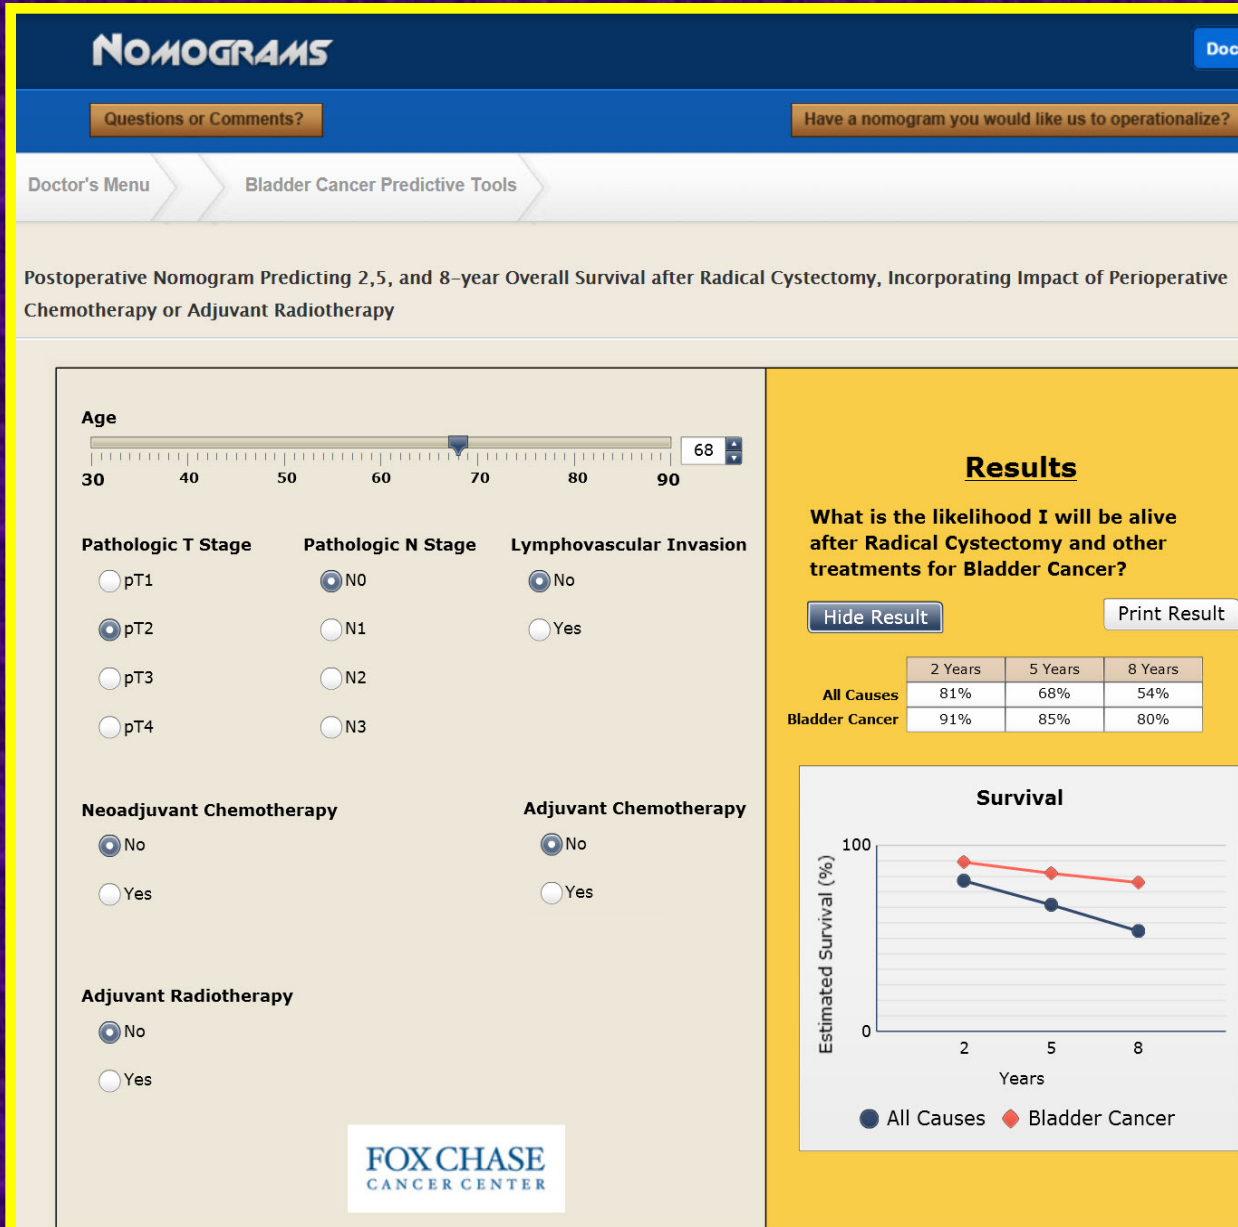 NOMOGRAMS
Doc
Questions or Comments?
Have a nomogram you would like us to operationalize?
Doctor's Menu
Bladder Cancer Predictive Tools
Postoperative Nomogram Predicting 2,5, and 8-year Overall Survival after Radical Cystectomy, Incorporating Impact of Perioperative
Chemotherapy or Adjuvant Radiotherapy
Age
68
30 40 50 60 70 80 90
Pathologic T Stage
pT1
pT2
pT3
pT4
Pathologic N Stage
N0
N1
N2
N3
Lymphovascular Invasion
No
Yes
Neoadjuvant Chemotherapy
No
Yes
Adjuvant Chemotherapy
No
Yes
Adjuvant Radiotherapy
No
Yes
FOX CHASE
CANCER CENTER
Results
What is the likelihood I will be alive
after Radical Cystectomy and other
treatments for Bladder Cancer?
Hide Result
Print Result
2 Years 5 Years 8 Years
All Causes 81% 68% 54%
Bladder Cancer 91% 85% 80%
Survival
Estimated Survival (%)
100
0
2 5 8
Years
All Causes Bladder Cancer